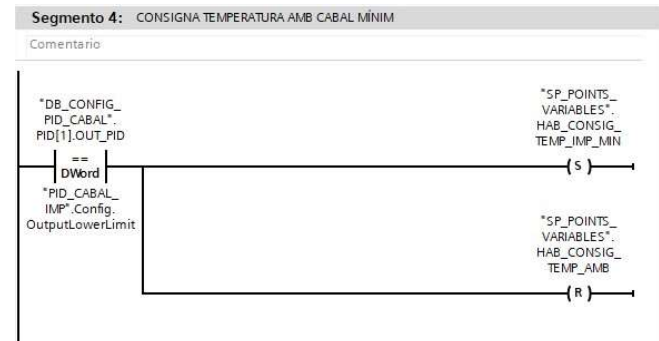 Segmento 4: CONSIGNA TEMPERATURA AMB CABAL MÍNIM
Comentario
"DB_CONFIG_
PID_CABAL".
PID[1].OUT_PID
==
DWord
"PID_CABAL_
IMP".Config.
OutputLowerLimit
"SP_POINTS_
VARIABLES".
HAB_CONSIG_
TEMP_IMP_MIN
( S )
"SP_POINTS_
VARIABLES".
HAB_CONSIG_
TEMP_AMB
( R )